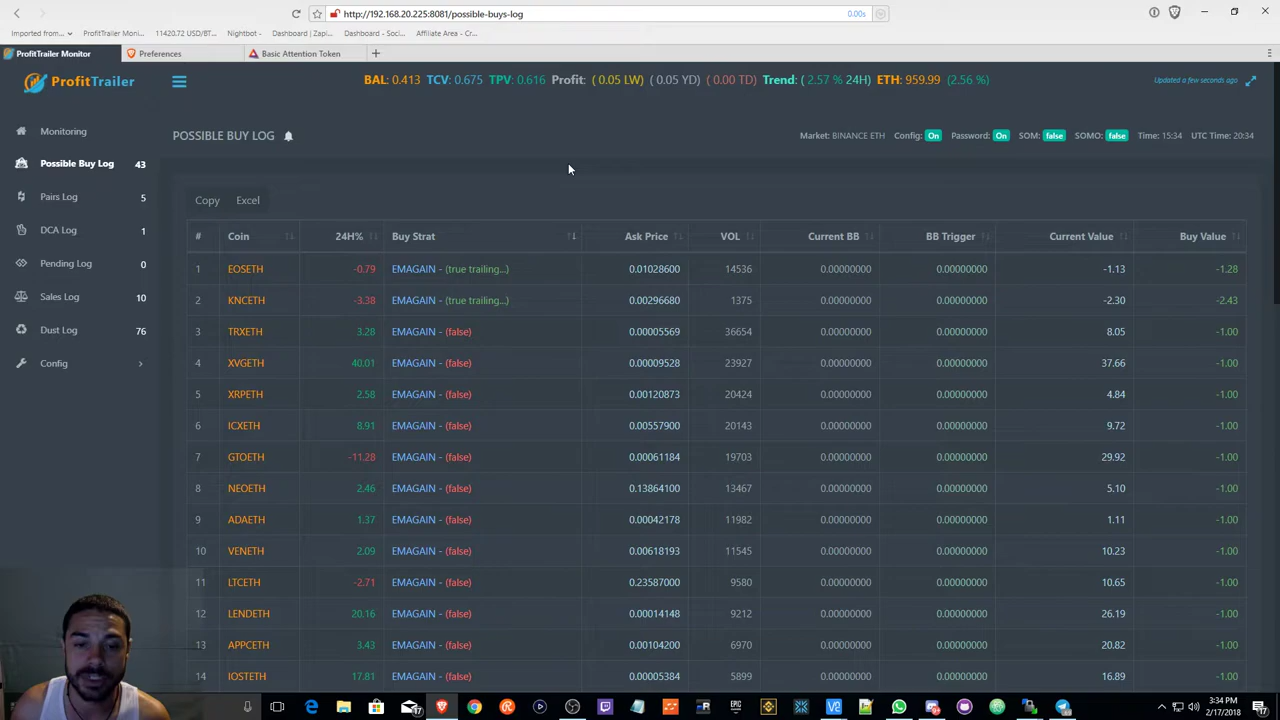 http://192.168.20.225:8081/possible-buys-log
0.00s
Imported from...
ProfitTrailer Moni...
11420.72 USD/BT...
Nightbot -
Dashboard | Zapi...
Dashboard - Soci...
Affiliate Area - Cr...
ProfitTrailer Monitor
Preferences
Basic Attention Token
ProfitTrailer
BAL: 0.413 TCV: 0.675 TPV: 0.616 Profit: ( 0.05 LW) ( 0.05 YD) ( 0.00 TD) Trend: ( 2.57 % 24H) ETH: 959.99 (2.56 %)
Updated a few seconds ago
Monitoring
Possible Buy Log 43
Pairs Log 5
DCA Log 1
Pending Log 0
Sales Log 10
Dust Log 76
Config
POSSIBLE BUY LOG
Market: BINANCE ETH Config: On Password: On SOM: false SOMO: false Time: 15:34 UTC Time: 20:34
Copy Excel
# Coin 24H% Buy Strat Ask Price VOL Current BB BB Trigger Current Value Buy Value
1 EOSETH -0.79 EMAGAIN - (true trailing...) 0.01028600 14536 0.00000000 0.00000000 -1.13 -1.28
2 KNCETH -3.38 EMAGAIN - (true trailing...) 0.00296680 1375 0.00000000 0.00000000 -2.30 -2.43
3 TRXETH 3.28 EMAGAIN - (false) 0.00005569 36654 0.00000000 0.00000000 8.05 -1.00
4 XVGETH 40.01 EMAGAIN - (false) 0.00009528 23927 0.00000000 0.00000000 37.66 -1.00
5 XRPETH 2.58 EMAGAIN - (false) 0.00120873 20424 0.00000000 0.00000000 4.84 -1.00
6 ICXETH 8.91 EMAGAIN - (false) 0.00557900 20143 0.00000000 0.00000000 9.72 -1.00
7 GTOETH -11.28 EMAGAIN - (false) 0.00061184 19703 0.00000000 0.00000000 29.92 -1.00
8 NEOETH 2.46 EMAGAIN - (false) 0.13864100 13467 0.00000000 0.00000000 5.10 -1.00
9 ADAETH 1.37 EMAGAIN - (false) 0.00042178 11982 0.00000000 0.00000000 1.11 -1.00
10 VENETH 2.09 EMAGAIN - (false) 0.00618193 11545 0.00000000 0.00000000 10.23 -1.00
11 LTCETH -2.71 EMAGAIN - (false) 0.23587000 9580 0.00000000 0.00000000 10.65 -1.00
12 LENDETH 20.16 EMAGAIN - (false) 0.00014148 9212 0.00000000 0.00000000 26.19 -1.00
13 APPCETH 3.43 EMAGAIN - (false) 0.00104200 6970 0.00000000 0.00000000 20.82 -1.00
14 IOSTETH 17.81 EMAGAIN - (false) 0.00005384 5899 0.00000000 0.00000000 16.89 -1.00
3:34 PM
2/17/2018